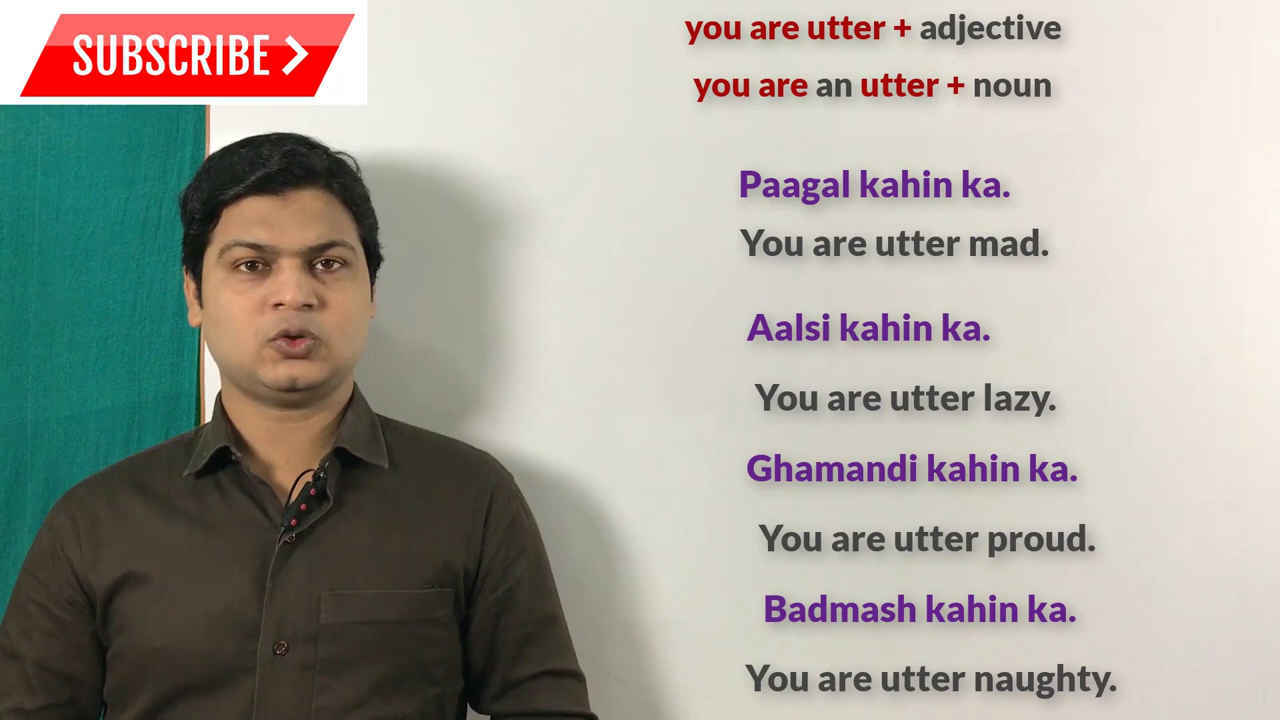 SUBSCRIBE
you are utter + adjective
you are an utter + noun
Paagal kahin ka.
You are utter mad.
Aalsi kahin ka.
You are utter lazy.
Ghamandi kahin ka.
You are utter proud.
Badmash kahin ka.
You are utter naughty.